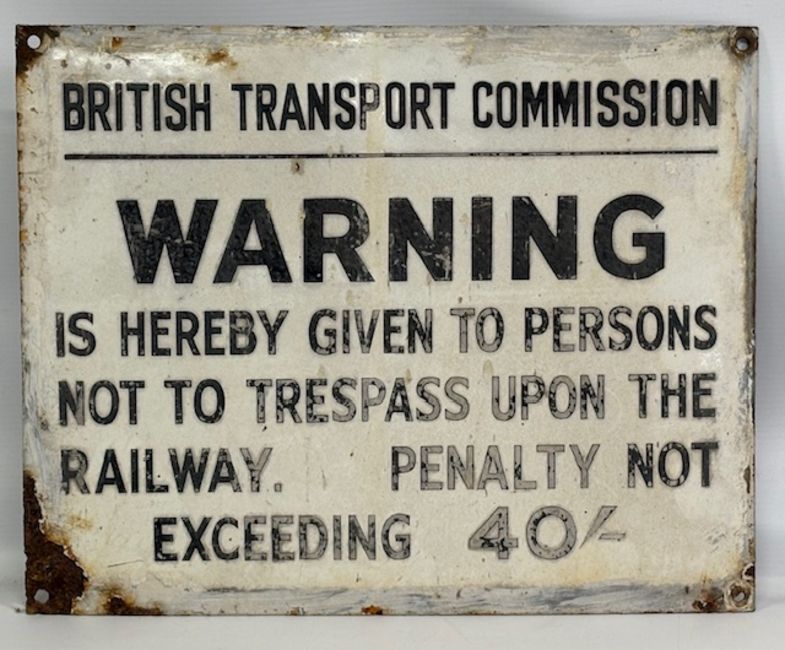 BRITISH TRANSPORT COMMISSION
WARNING
IS HEREBY GIVEN TO PERSONS
NOT TO TRESPASS UPON THE
RAILWAY. PENALTY NOT
EXCEEDING 40/-